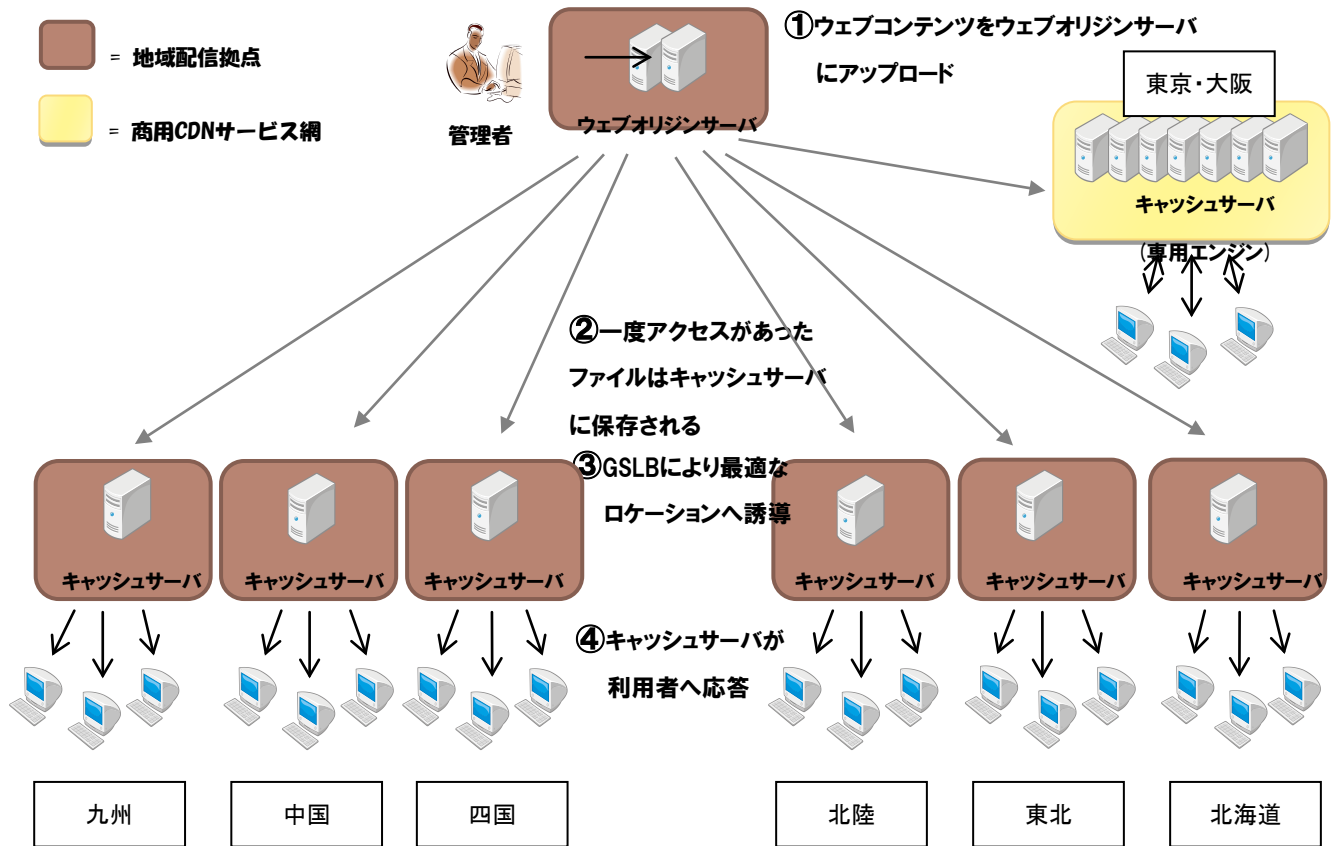 = 地域配信拠点
= 商用CDNサービス網
管理者
ウェブオリジンサーバ
①ウェブコンテンツをウェブオリジンサーバ
にアップロード
東京・大阪
キャッシュサーバ
(専用エンジン)
②一度アクセスがあった
ファイルはキャッシュサーバ
に保存される
③GSLBにより最適な
ロケーションへ誘導
キャッシュサーバ
キャッシュサーバ
キャッシュサーバ
キャッシュサーバ
キャッシュサーバ
キャッシュサーバ
④キャッシュサーバが
利用者へ応答
九州
中国
四国
北陸
東北
北海道